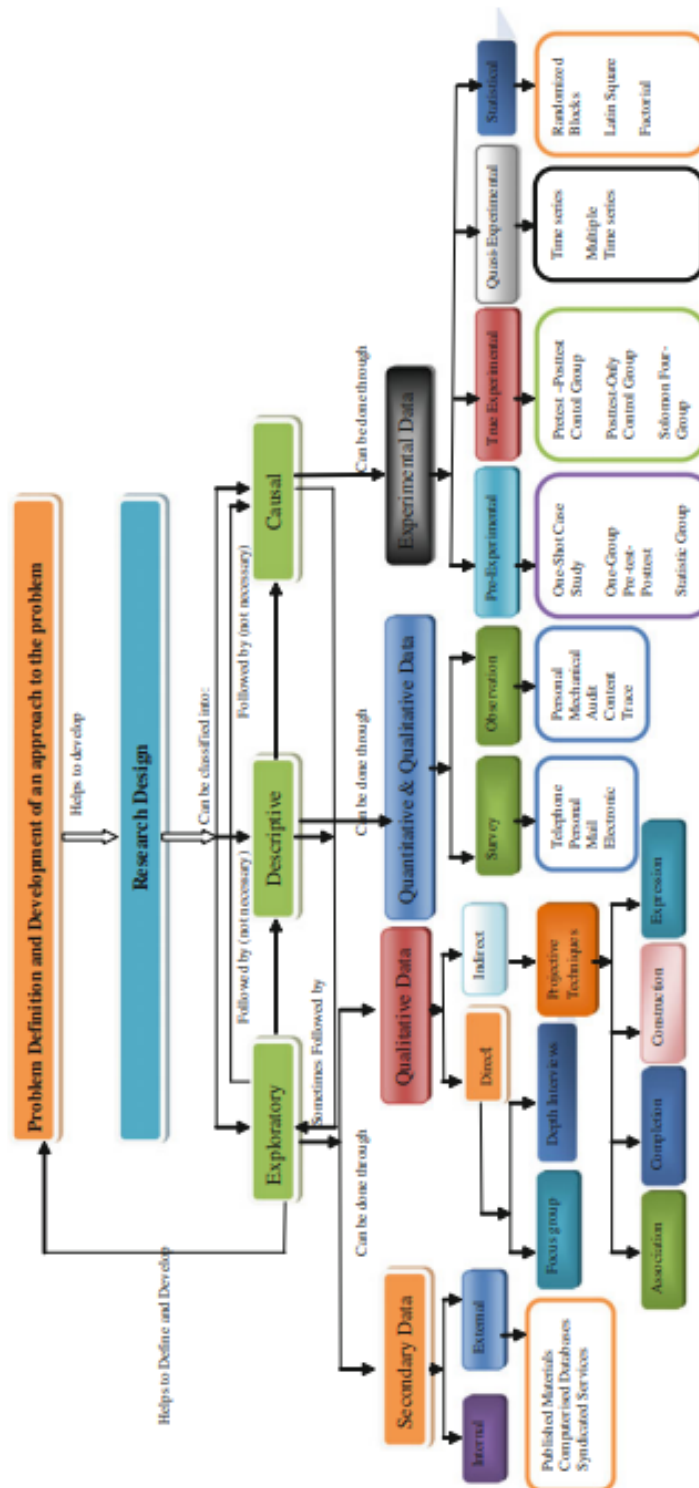 Problem Definition and Development of an approach to the problem
Helps to develop
Helps to Define and Develop
Research Design
Can be classified into:
Followed by (not necessary)
Followed by (not necessary)
Exploratory
Descriptive
Causal
Sometimes Followed by
Can be done through
Can be done through
Can be done through
Secondary Data
Qualitative Data
Quantitative & Qualitative Data
Experimental Data
Internal
External
Direct
Indirect
Survey
Observation
Pre-Experimental
True Experimental
Quasi-Experimental
Statistical
Published Materials
Computerised Databases
Syndicated Services
Focus group
Depth Interviews
Projective
Techniques
Telephone
Personal
Mail
Electronic
Personal
Mechanical
Audit
Content
Trace
One-Shot Case
Study
One-Group
Pre-test-
Posttest
Statistic Group
Pretest -Posttest
Contol Group
Posttest-Only
Control Group
Solomon Four-
Group
Time series
Multiple
Time series
Randomized
Blocks
Latin Square
Factorial
Association
Completion
Construction
Expression